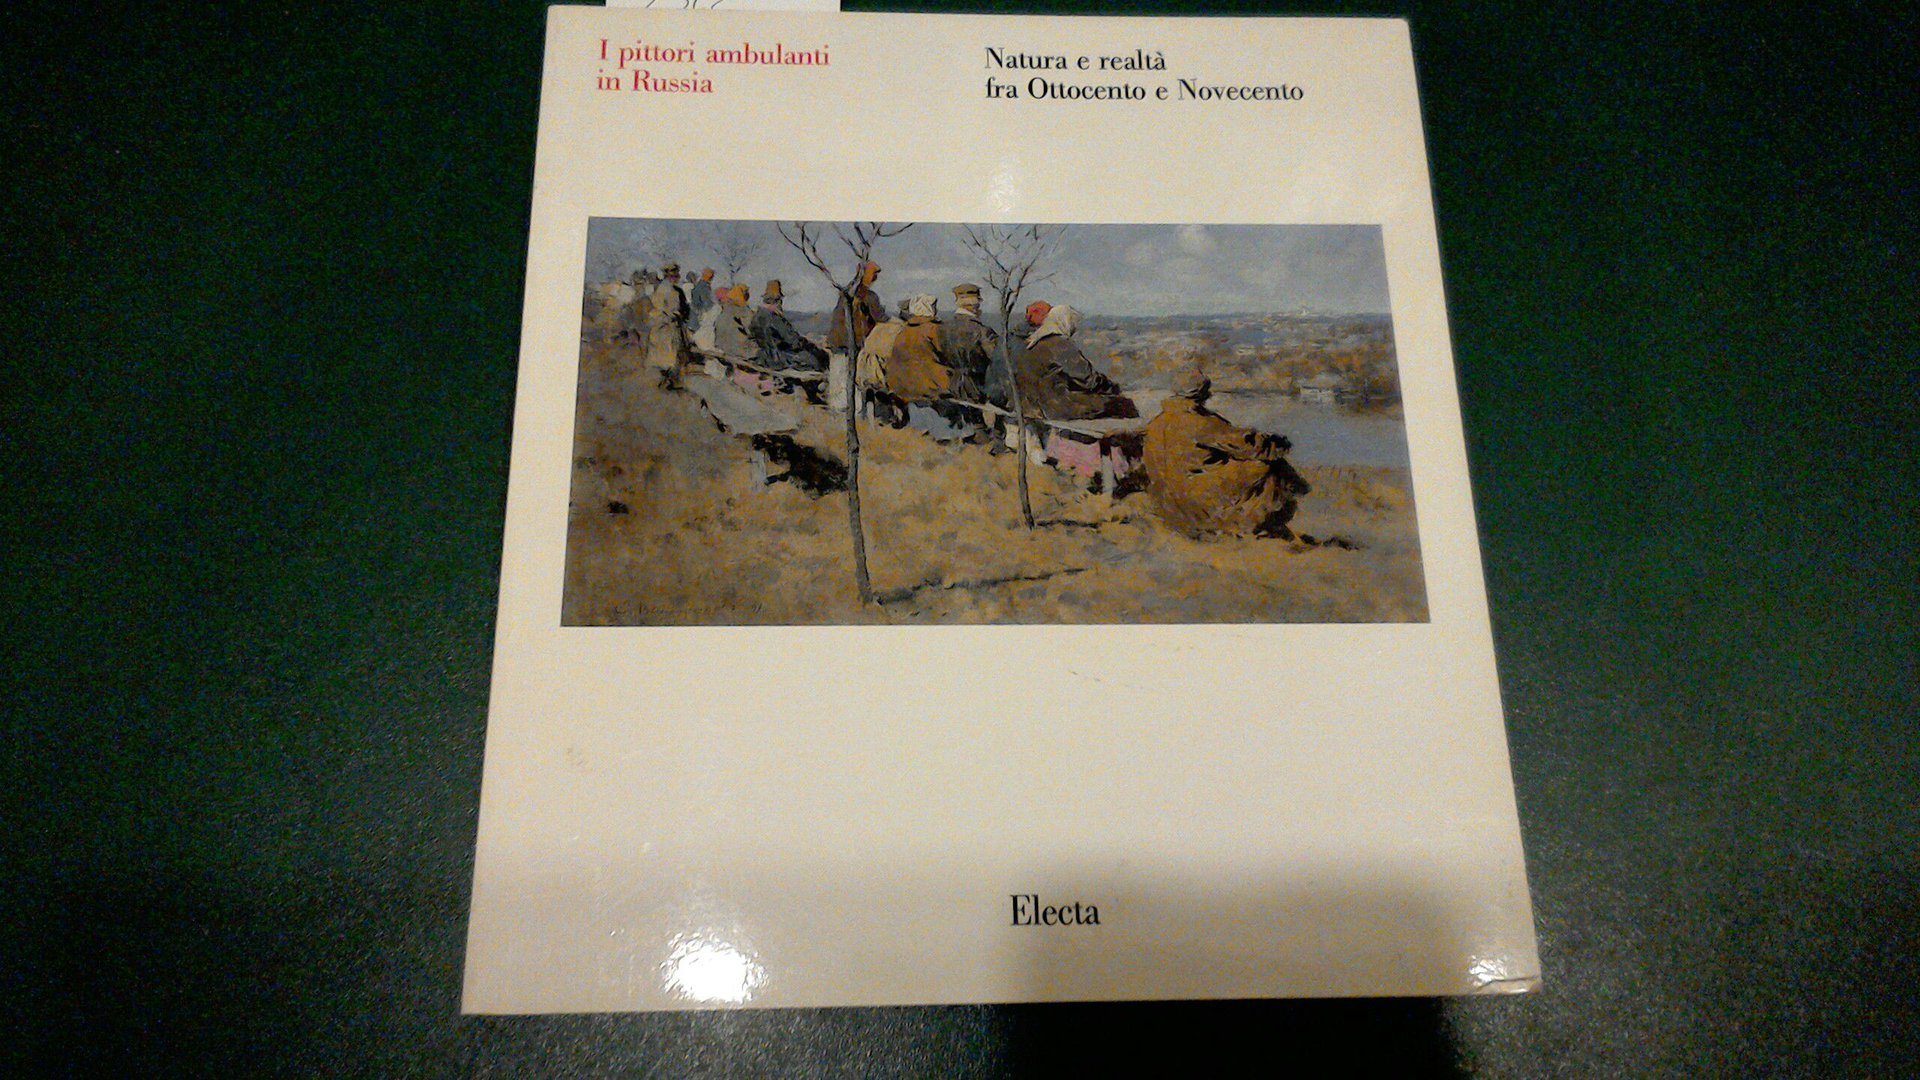 I pittori ambulanti
in Russia
Natura e realtà
fra Ottocento e Novecento
Electa